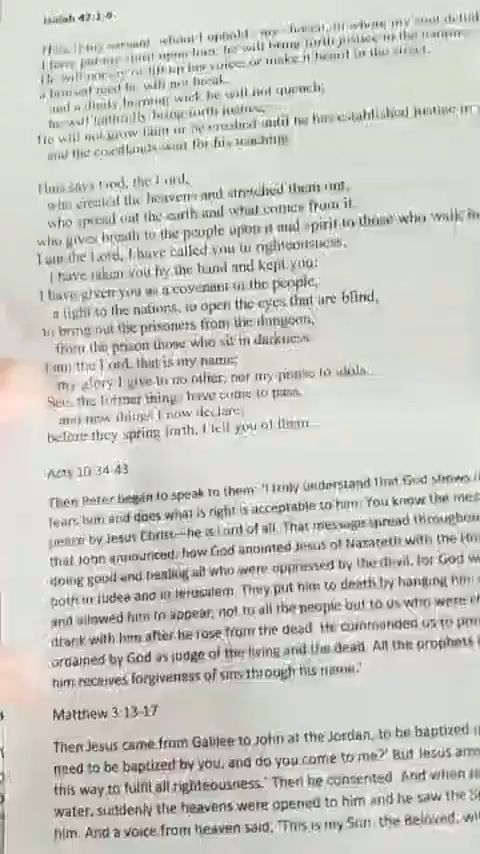 Isaiah 42:1-9
Here is my servant, whom I uphold, my chosen, in whom my soul
I have put my spirit upon him; he will bring forth justice to the nations.
He will not cry or lift up his voice, or make it heard in the street;
a bruised reed he will not break,
and a dimly burning wick he will not quench;
he will faithfully bring forth justice.
He will not grow faint or be crushed until he has established justice in
and the coastlands wait for his teaching.
Thus says God, the Lord,
who created the heavens and stretched them out,
who spread out the earth and what comes from it,
who gives breath to the people upon it and spirit to those who walk in
I am the Lord, I have called you in righteousness,
I have taken you by the hand and kept you;
I have given you as a covenant to the people,
a light to the nations, to open the eyes that are blind,
to bring out the prisoners from the dungeon,
from the prison those who sit in darkness.
I am the Lord, that is my name;
my glory I give to no other, nor my praise to idols.
See, the former things have come to pass,
and new things I now declare;
before they spring forth, I tell you of them.
Acts 10:34-43
Then Peter began to speak to them: 'I truly understand that God shows
fears him and does what is right is acceptable to him. You know the
peace by Jesus Christ—he is Lord of all. That message spread
that John announced: how God anointed Jesus of Nazareth with the
doing good and healing all who were oppressed by the devil, for God
both in Judea and in Jerusalem. They put him to death by hanging him
and allowed him to appear, not to all the people but to us who were
drank with him after he rose from the dead. He commanded us to
ordained by God as judge of the living and the dead. All the prophets
him receives forgiveness of sins through his name.'
Matthew 3:13-17
Then Jesus came from Galilee to John at the Jordan, to be baptized
need to be baptized by you, and do you come to me?' But Jesus
this way to fulfil all righteousness.' Then he consented. And when
water, suddenly the heavens were opened to him and he saw the
him. And a voice from heaven said, 'This is my Son, the Beloved,